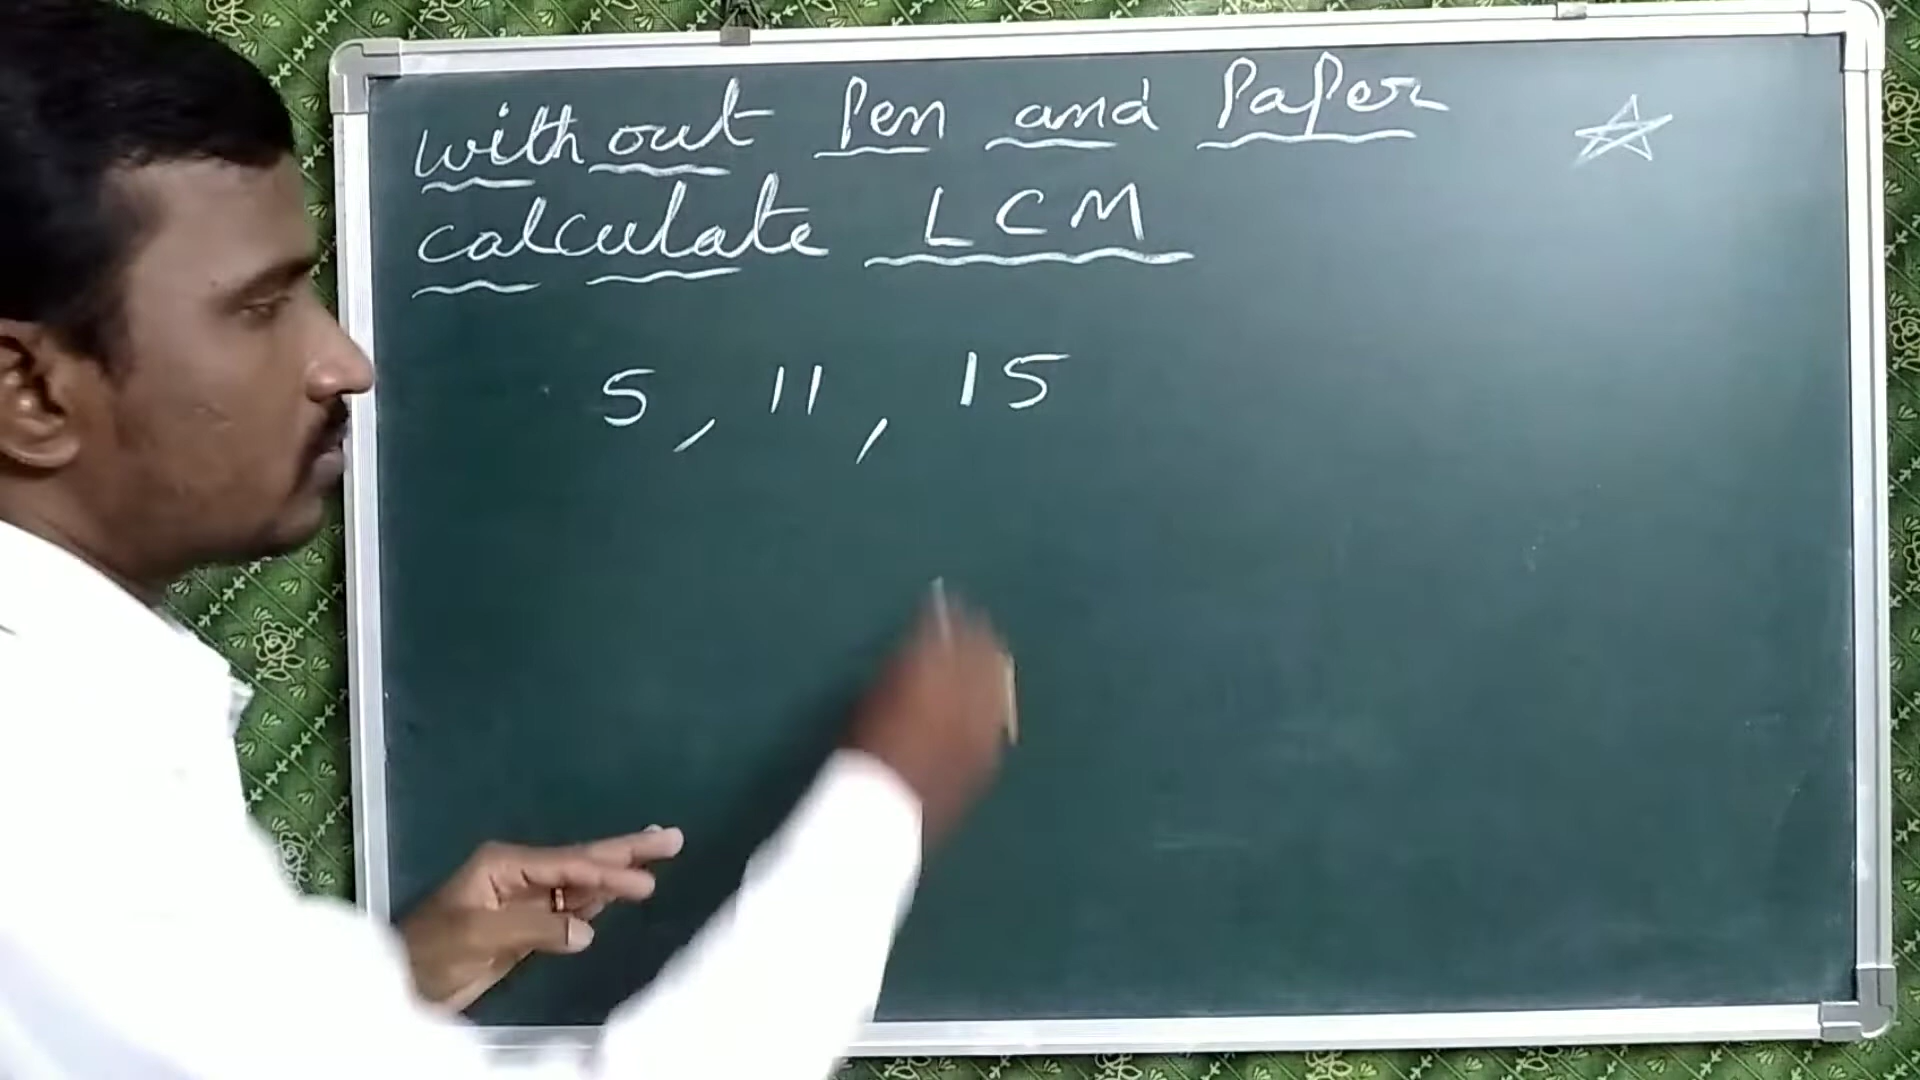 without Pen and Paper
calculate LCM
5, 11, 15